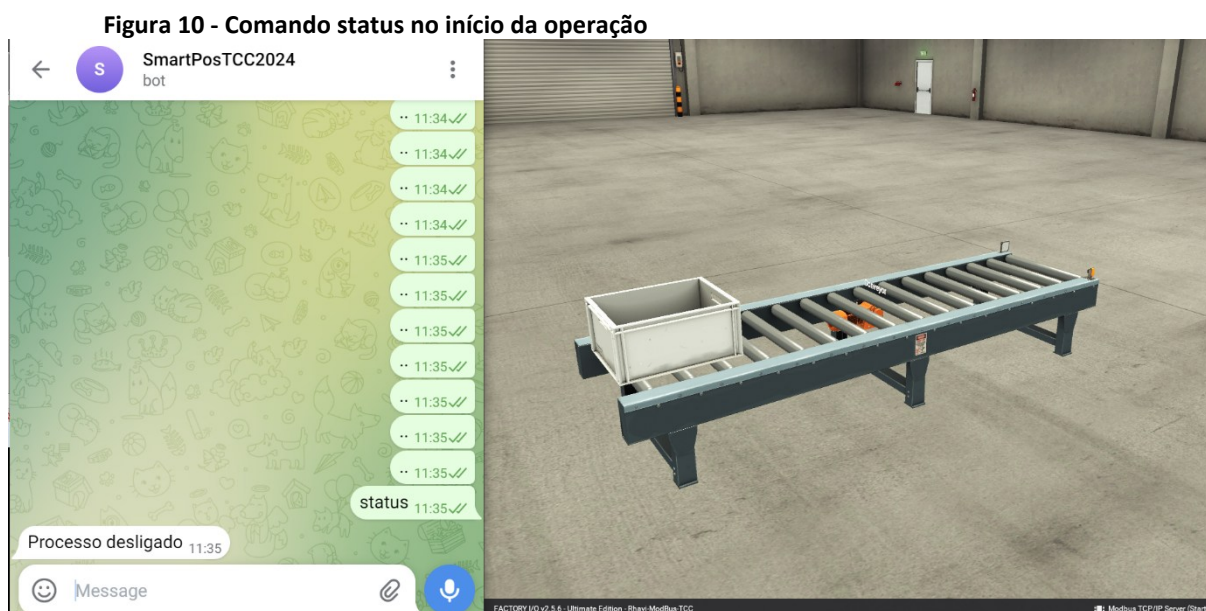 Figura 10 - Comando status no início da operação
S
SmartPosTCC2024
bot
.. 11:34
.. 11:34
.. 11:34
.. 11:34
.. 11:35
.. 11:35
.. 11:35
.. 11:35
.. 11:35
.. 11:35
.. 11:35
status 11:35
Processo desligado 11:35
Message
FACTORY I/O v2.5.6 - Ultimate Edition - Rhavi-ModBus-TCC
Modbus TCP/IP Server (Start